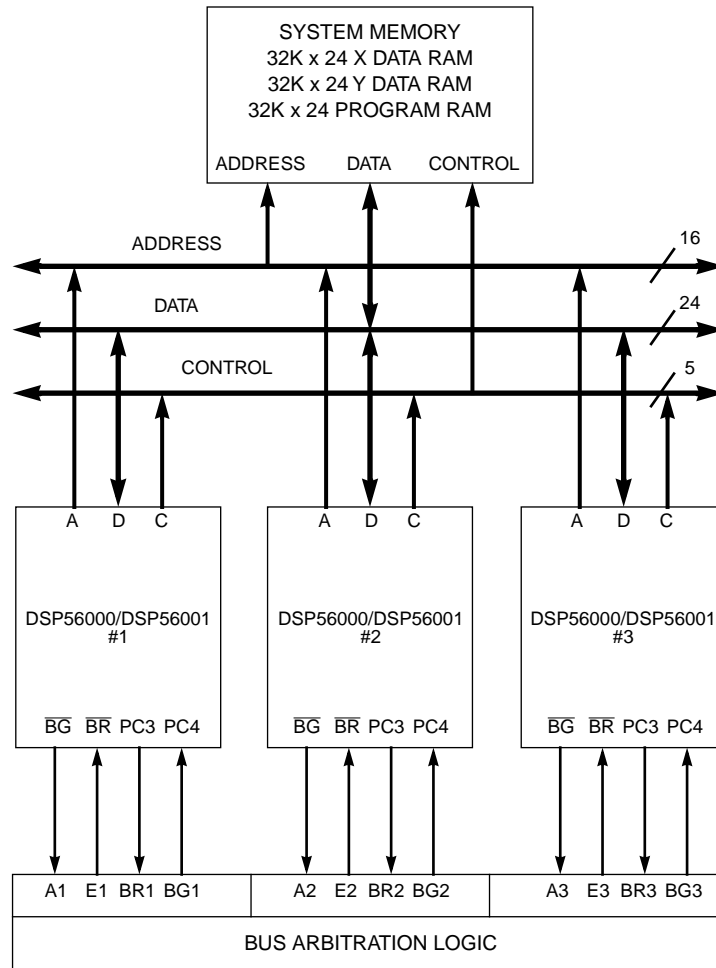 SYSTEM MEMORY
32K x 24 X DATA RAM
32K x 24 Y DATA RAM
32K x 24 PROGRAM RAM
ADDRESS DATA CONTROL
ADDRESS
16
DATA
24
CONTROL
5
A D C
A D C
A D C
DSP56000/DSP56001
#1
DSP56000/DSP56001
#2
DSP56000/DSP56001
#3
BG BR PC3 PC4
BG BR PC3 PC4
BG BR PC3 PC4
A1 E1 BR1 BG1
A2 E2 BR2 BG2
A3 E3 BR3 BG3
BUS ARBITRATION LOGIC